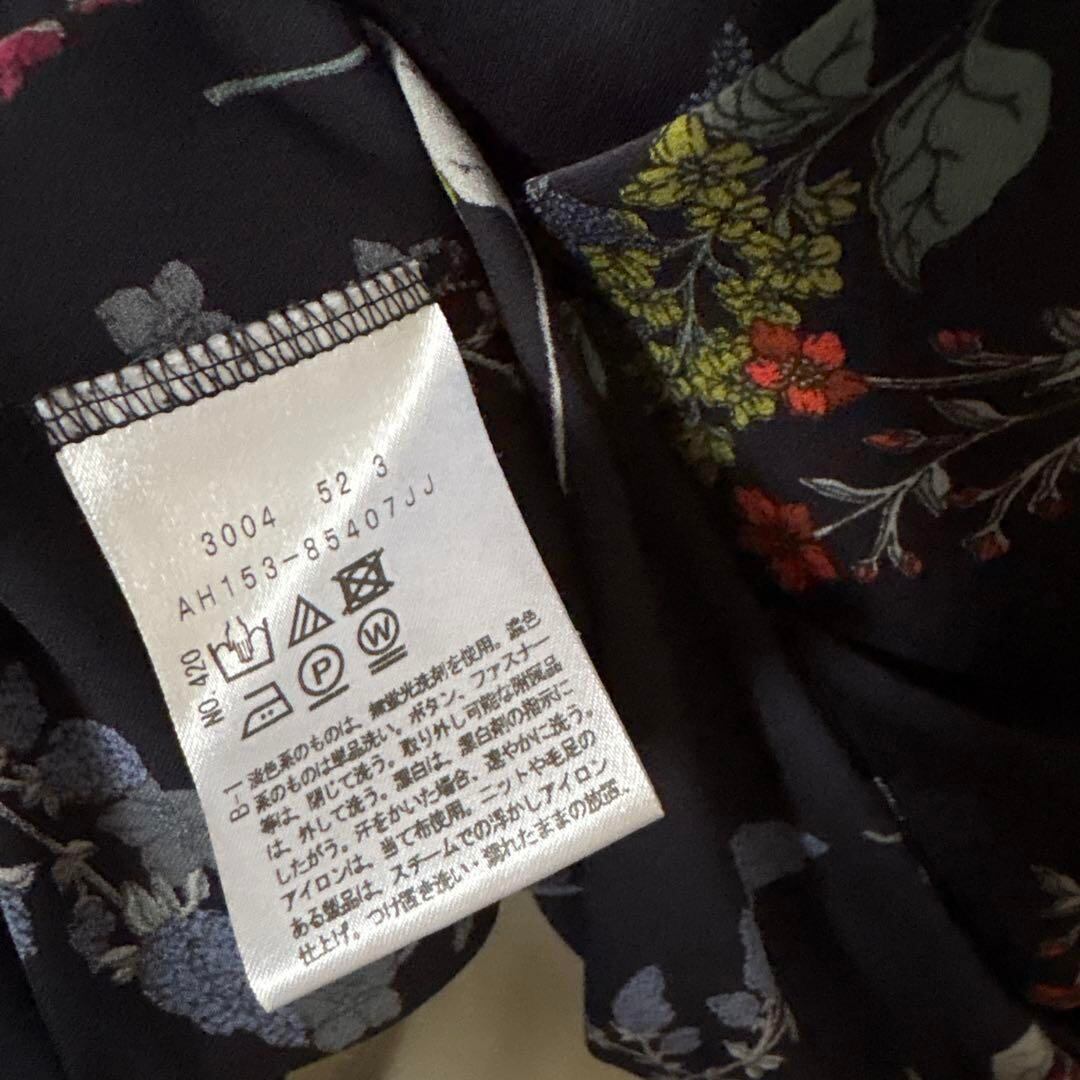 3004 52 3
AH153-85407JJ
NO.420
P
W
B-1 淡色系のものは、無蛍光洗剤を使用。濃色
系のものは単品洗い。ボタン、ファスナー
等は、閉じて洗う。取り外し可能な附属品
は、外して洗う。漂白は、漂白剤の指示に
したがう。汗をかいた場合、速やかに洗う。
アイロンは、当て布使用。ニットや毛足の
ある製品は、スチームでの浮かしアイロン
仕上げ。つけ置き洗い・濡れたままの放置